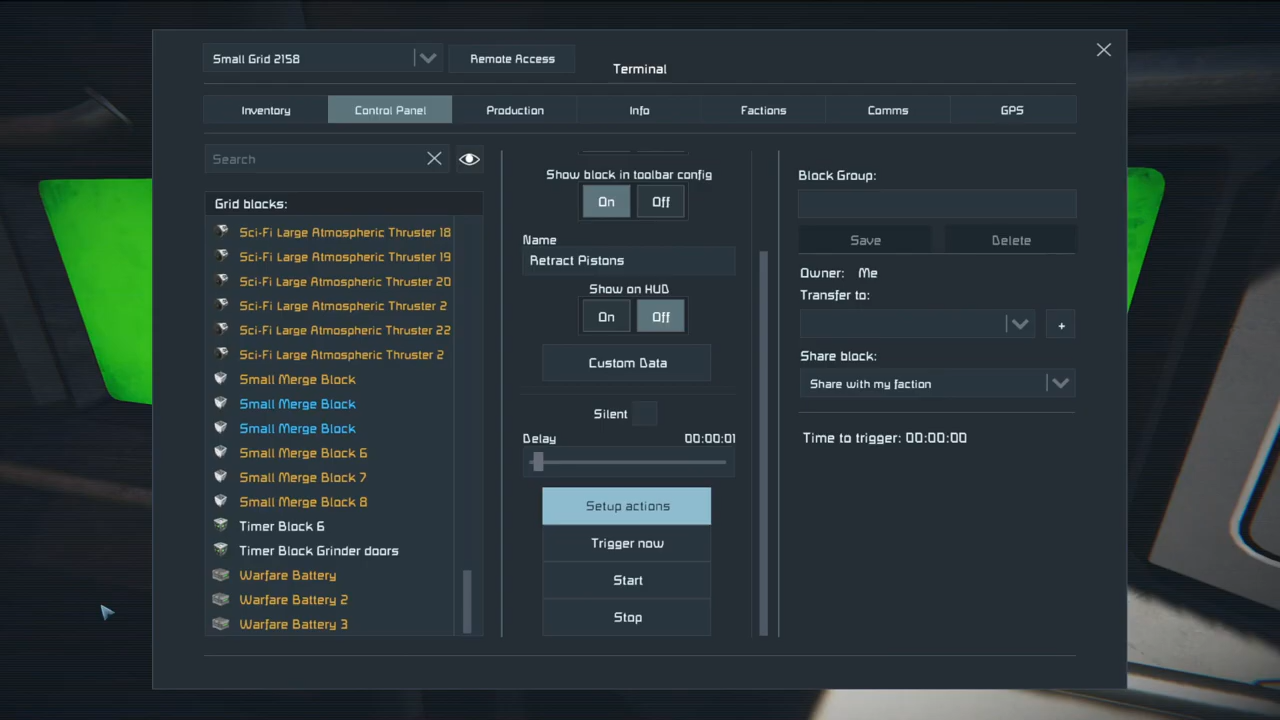 Small Grid 2158
Remote Access
Terminal
Inventory
Control Panel
Production
Info
Factions
Comms
GPS
Search
Grid blocks:
Sci-Fi Large Atmospheric Thruster 18
Sci-Fi Large Atmospheric Thruster 19
Sci-Fi Large Atmospheric Thruster 20
Sci-Fi Large Atmospheric Thruster 2
Sci-Fi Large Atmospheric Thruster 22
Sci-Fi Large Atmospheric Thruster 2
Small Merge Block
Small Merge Block
Small Merge Block
Small Merge Block 6
Small Merge Block 7
Small Merge Block 8
Timer Block 6
Timer Block Grinder doors
Warfare Battery
Warfare Battery 2
Warfare Battery 3
Show block in toolbar config
On Off
Name
Retract Pistons
Show on HUD
On Off
Custom Data
Silent
Delay 00:00:01
Setup actions
Trigger now
Start
Stop
Block Group:
Save Delete
Owner: Me
Transfer to:
+
Share block:
Share with my faction
Time to trigger: 00:00:00